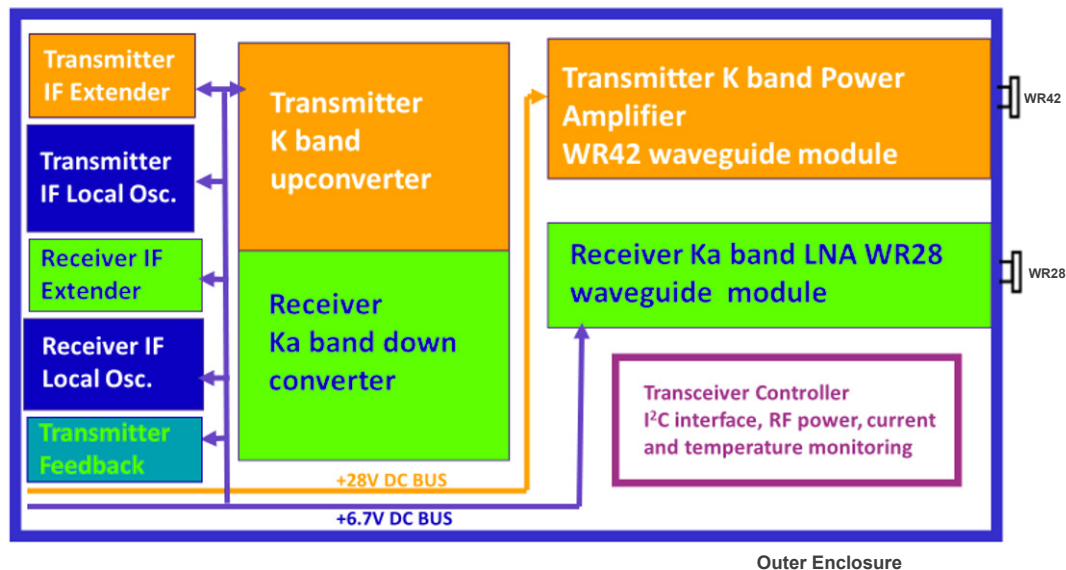 Transmitter
IF Extender
Transmitter
IF Local Osc.
Receiver IF
Extender
Receiver IF
Local Osc.
Transmitter
Feedback
Transmitter
K band
upconverter
Receiver
Ka band down
converter
+28V DC BUS
+6.7V DC BUS
Transmitter K band Power
Amplifier
WR42 waveguide module
WR42
Receiver Ka band LNA WR28
waveguide module
WR28
Transceiver Controller
I²C interface, RF power, current
and temperature monitoring
Outer Enclosure